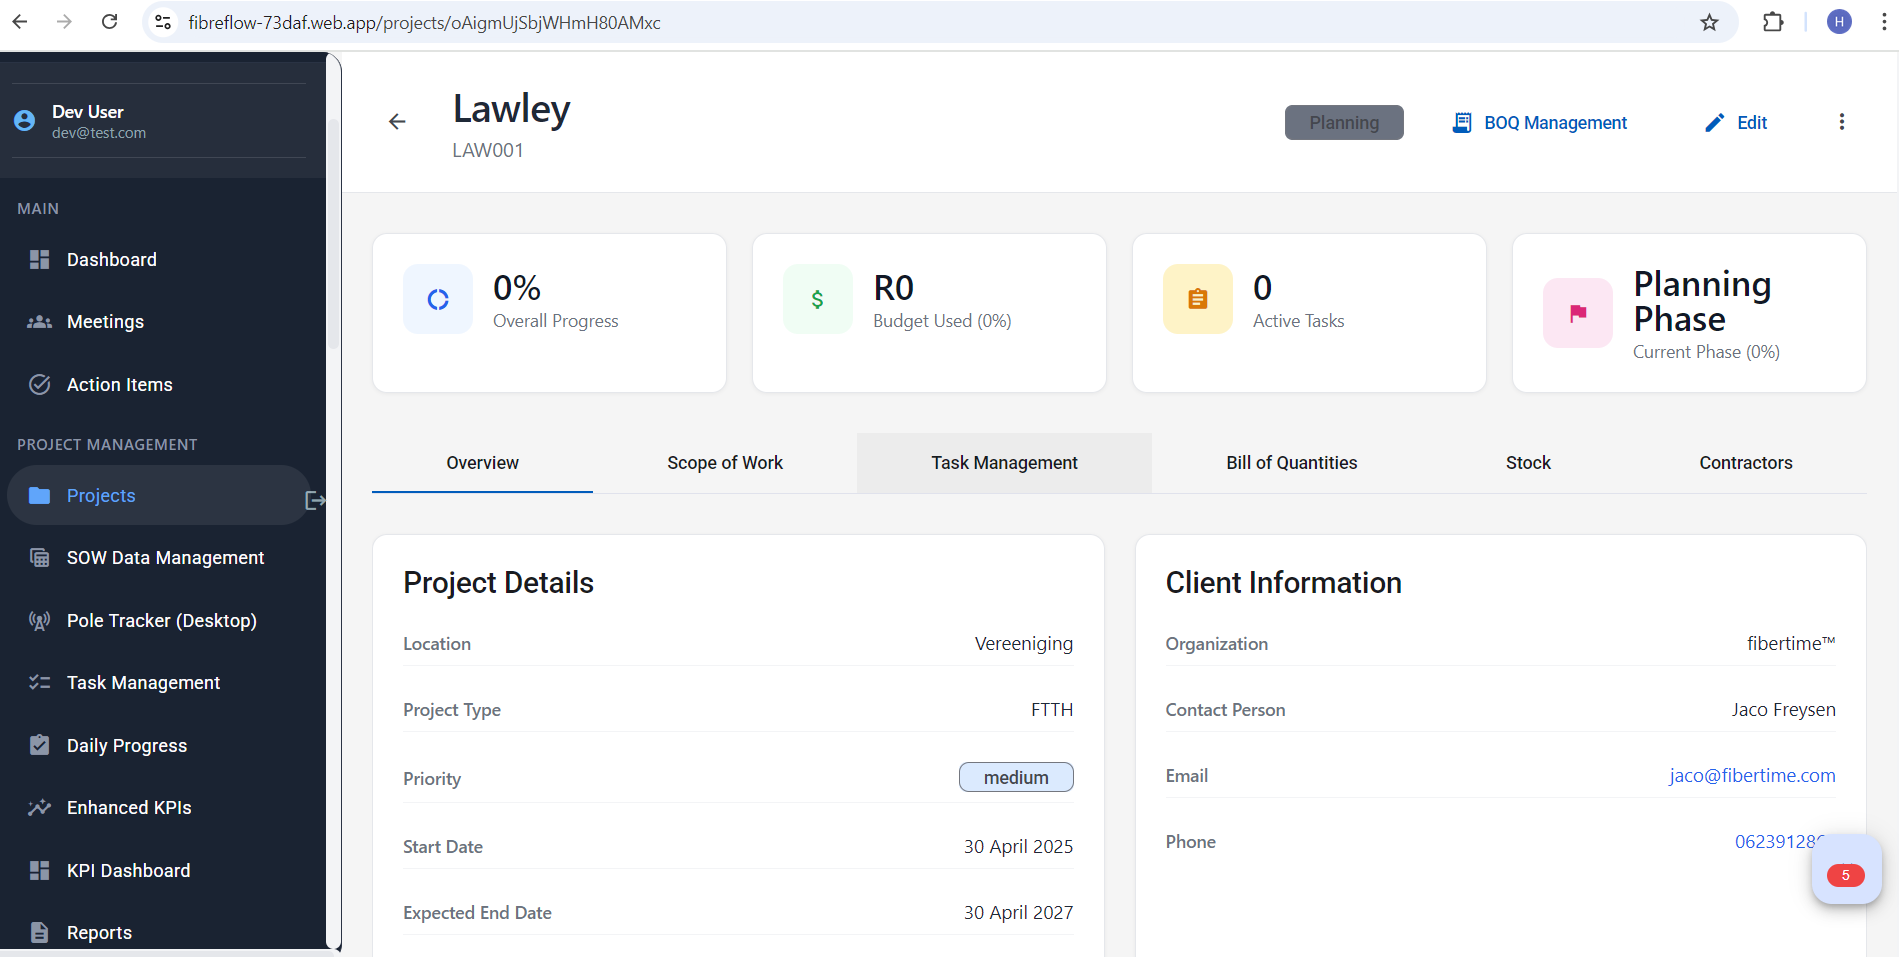 fibreflow-73daf.web.app/projects/oAigmUjSbjWHmH80AMxc
H
Dev User
dev@test.com
MAIN
Dashboard
Meetings
Action Items
PROJECT MANAGEMENT
Projects
SOW Data Management
Pole Tracker (Desktop)
Task Management
Daily Progress
Enhanced KPIs
KPI Dashboard
Reports
Lawley
LAW001
Planning
BOQ Management
Edit
0%
Overall Progress
R0
Budget Used (0%)
0
Active Tasks
Planning
Phase
Current Phase (0%)
Overview
Scope of Work
Task Management
Bill of Quantities
Stock
Contractors
Project Details
Location
Vereeniging
Project Type
FTTH
Priority
medium
Start Date
30 April 2025
Expected End Date
30 April 2027
Client Information
Organization
fibertime™
Contact Person
Jaco Freysen
Email
jaco@fibertime.com
Phone
5